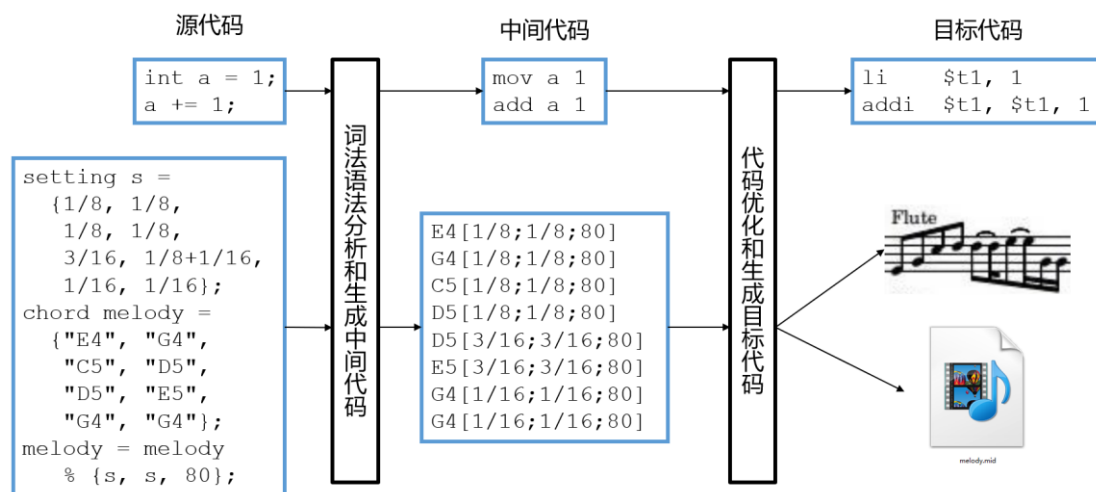 源代码
中间代码
目标代码
int a = 1;
a += 1;
mov a 1
add a 1
li $t1, 1
addi $t1, $t1, 1
词法语法分析和生成中间代码
代码优化和生成目标代码
setting s =
{1/8, 1/8,
1/8, 1/8,
3/16, 1/8+1/16,
1/16, 1/16};
chord melody =
{"E4", "G4",
"C5", "D5",
"D5", "E5",
"G4", "G4"};
melody = melody
% {s, s, 80};
E4[1/8;1/8;80]
G4[1/8;1/8;80]
C5[1/8;1/8;80]
D5[1/8;1/8;80]
D5[3/16;3/16;80]
E5[3/16;3/16;80]
G4[1/16;1/16;80]
G4[1/16;1/16;80]
Flute
melody.mid